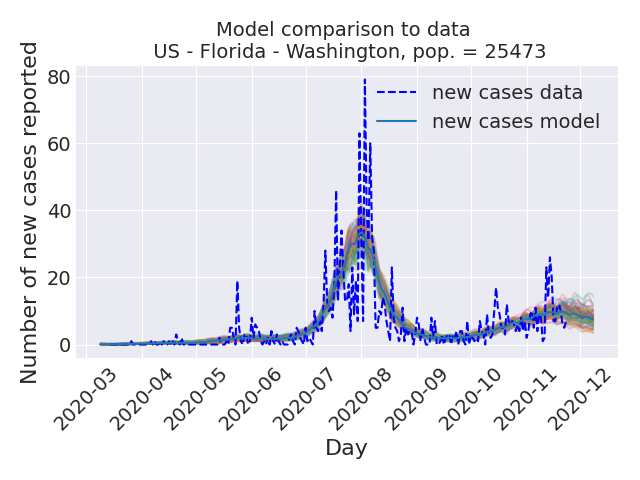 Model comparison to data
US - Florida - Washington, pop. = 25473
Number of new cases reported
80
60
40
20
0
new cases data
new cases model
2020-03
2020-04
2020-05
2020-06
2020-07
2020-08
2020-09
2020-10
2020-11
2020-12
Day